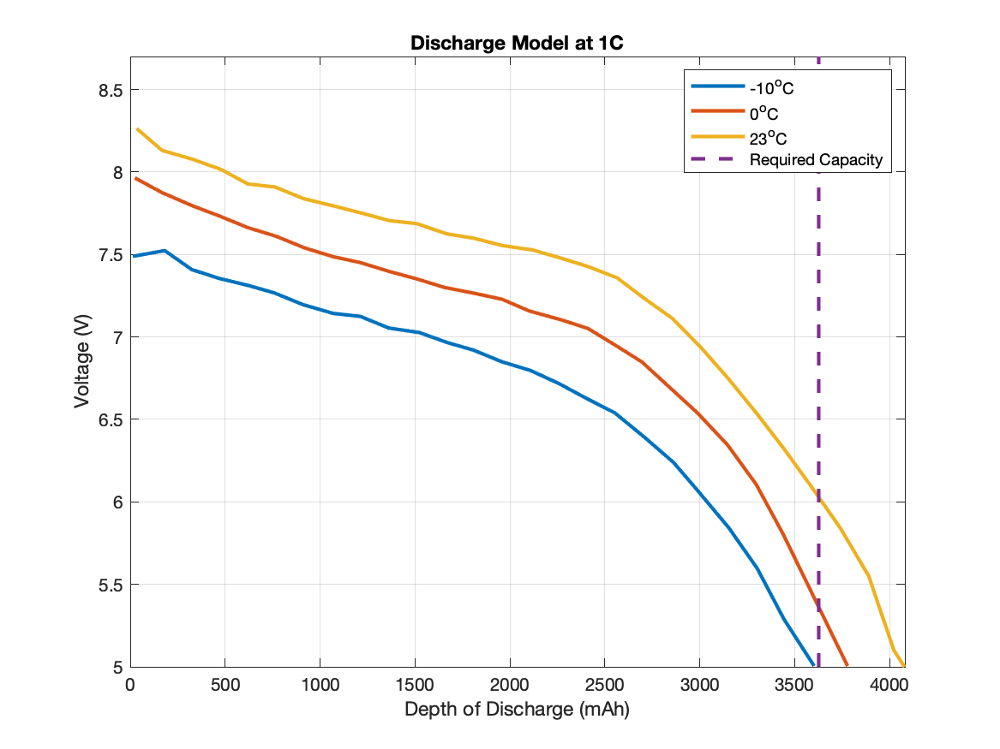 Discharge Model at 1C
8.5
8
7.5
7
6.5
6
5.5
5
Voltage (V)
-10°C
0°C
23°C
Required Capacity
0 500 1000 1500 2000 2500 3000 3500 4000
Depth of Discharge (mAh)